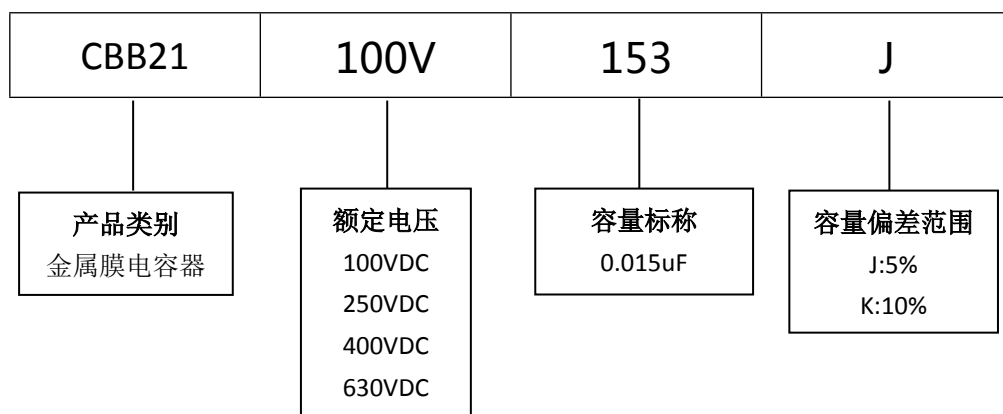 CBB21 100V 153 J
产品类别
金属膜电容器
额定电压
100VDC
250VDC
400VDC
630VDC
容量标称
0.015uF
容量偏差范围
J:5%
K:10%